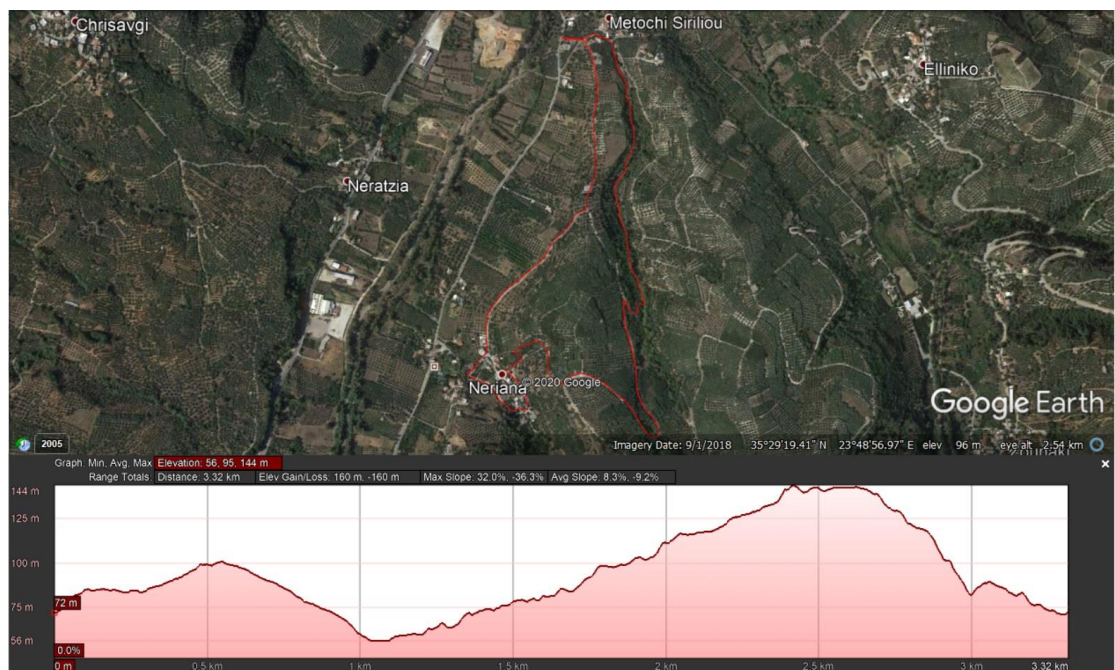 Chrisavgi
Metochi Siriliou
Elliniko
Neratzia
Neriana
© 2020 Google
Google Earth
2005
Imagery Date: 9/1/2018 35°29'19.41" N 23°48'56.97" E elev 96 m eye alt 2.54 km
Graph: Min, Avg, Max Elevation: 56, 95, 144 m
Range Totals: Distance: 3.32 km Elev Gain/Loss: 160 m, -160 m Max Slope: 32.0%, -36.3% Avg Slope: 8.3%, -9.2%
144 m
125 m
100 m
75 m
72 m
56 m
0.0%
0 m 0.5 km 1 km 1.5 km 2 km 2.5 km 3 km 3.32 km